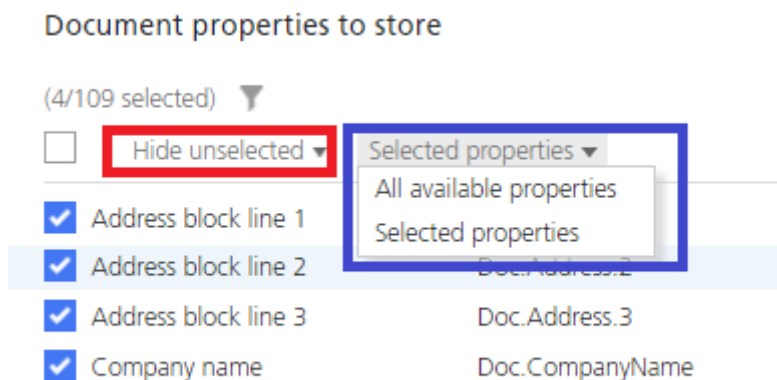 Document properties to store
(4/109 selected)
Hide unselected Selected properties
All available properties
Address block line 1
Selected properties
Address block line 2 Doc.Address.2
Address block line 3 Doc.Address.3
Company name Doc.CompanyName